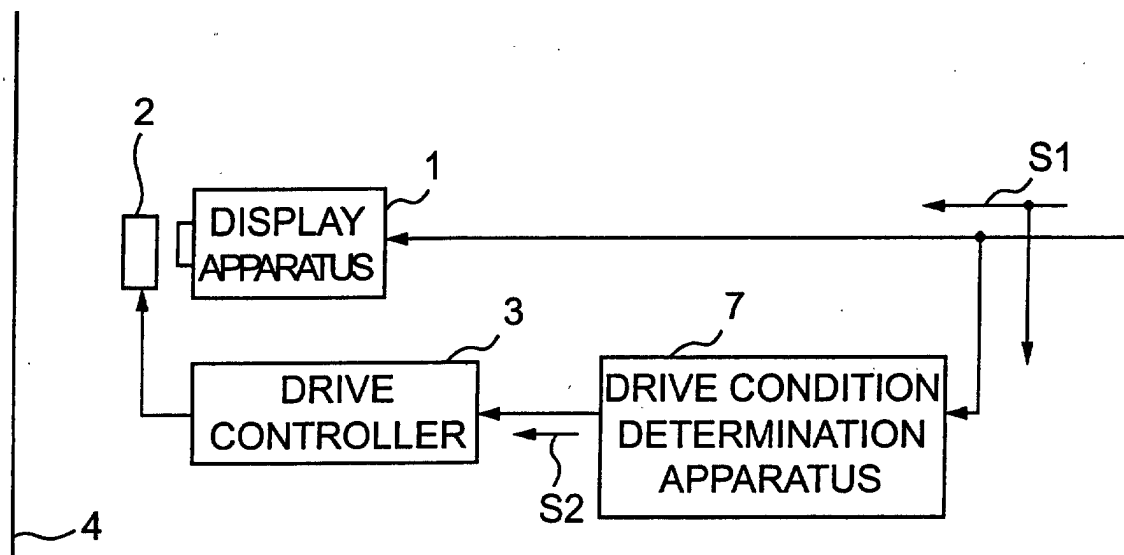 2
1
S1
DISPLAY
APPARATUS
3
7
DRIVE
CONTROLLER
DRIVE CONDITION
DETERMINATION
APPARATUS
S2
4